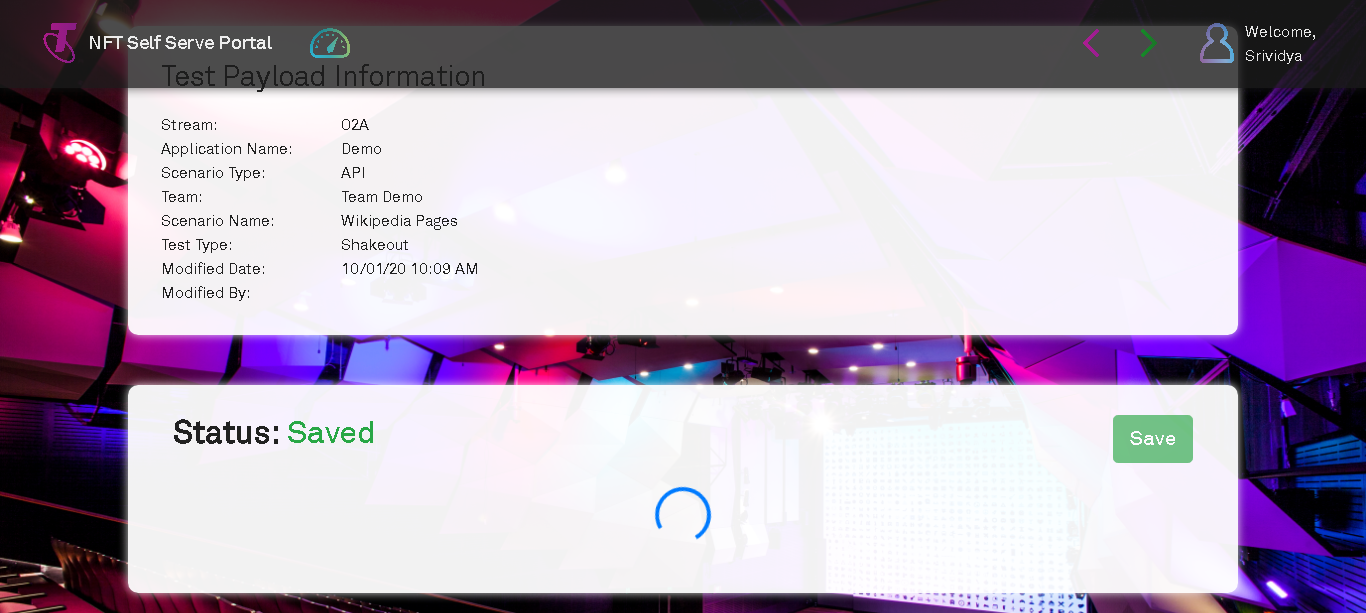 NFT Self Serve Portal
Welcome,
Srividya
Test Payload Information
Stream: O2A
Application Name: Demo
Scenario Type: API
Team: Team Demo
Scenario Name: Wikipedia Pages
Test Type: Shakeout
Modified Date: 10/01/20 10:09 AM
Modified By:
Status: Saved
Save